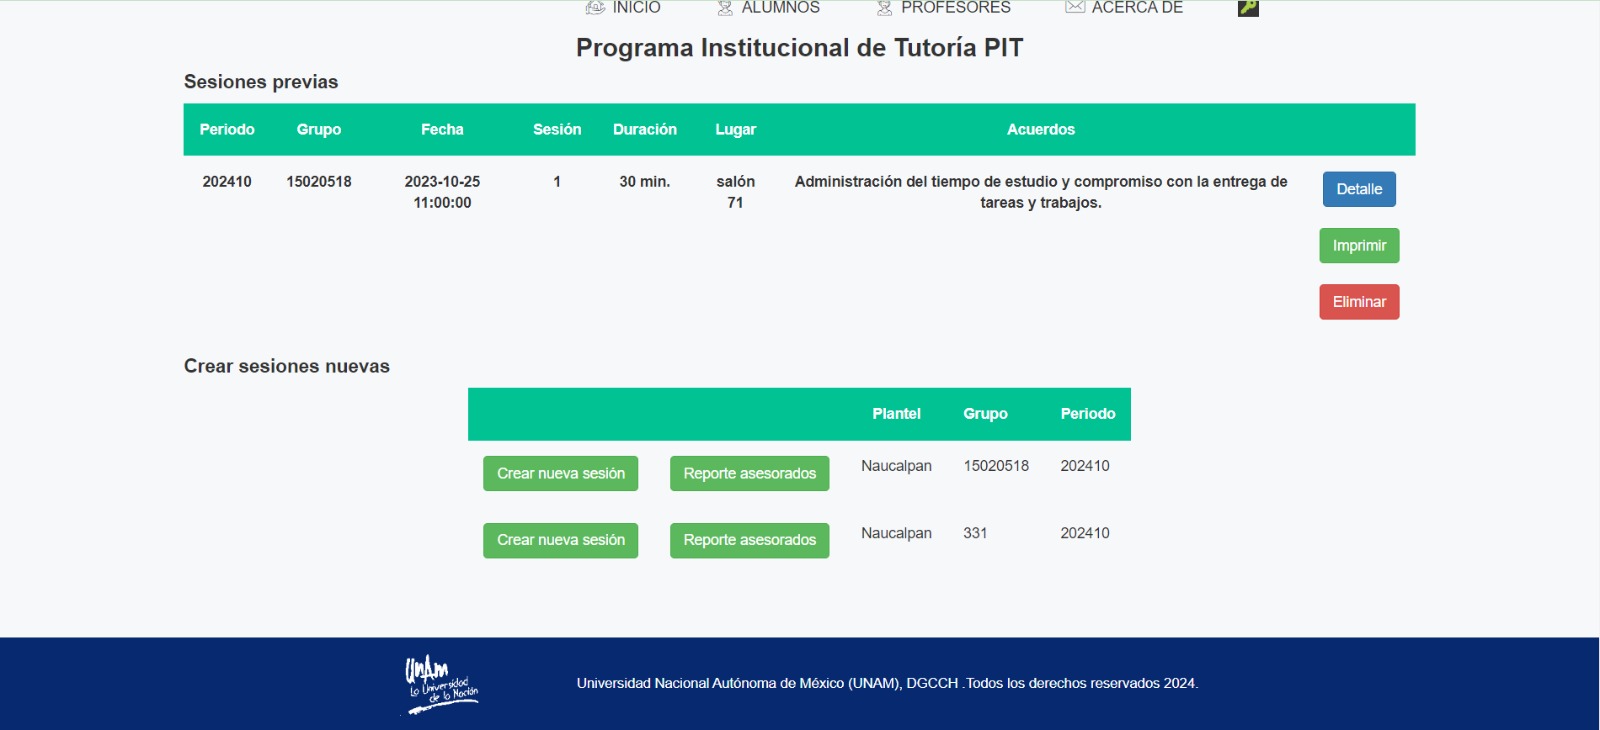 INICIO ALUMNOS PROFESORES ACERCA DE
Programa Institucional de Tutoría PIT
Sesiones previas
Periodo Grupo Fecha Sesión Duración Lugar Acuerdos
202410 15020518 2023-10-25 11:00:00 1 30 min. salón 71 Administración del tiempo de estudio y compromiso con la entrega de tareas y trabajos. Detalle
Imprimir
Eliminar
Crear sesiones nuevas
Plantel Grupo Periodo
Crear nueva sesión Reporte asesorados Naucalpan 15020518 202410
Crear nueva sesión Reporte asesorados Naucalpan 331 202410
UNAM
La Universidad
de la Nación
Universidad Nacional Autónoma de México (UNAM), DGCCH .Todos los derechos reservados 2024.